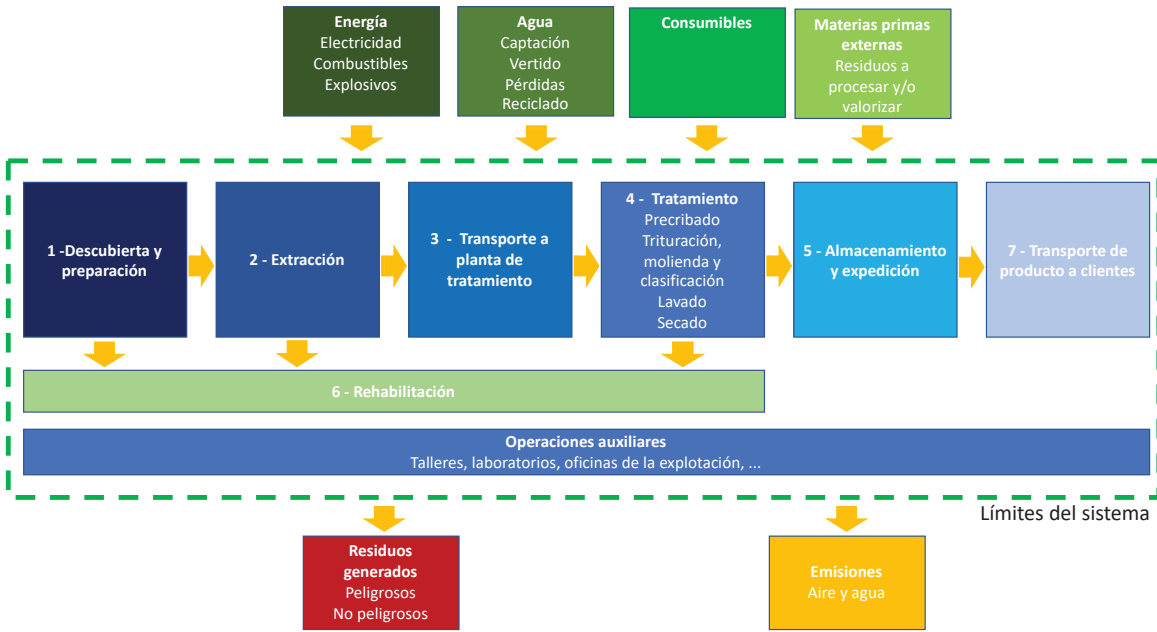 Energía
Electricidad
Combustibles
Explosivos
Agua
Captación
Vertido
Pérdidas
Reciclado
Consumibles
Materias primas
externas
Residuos a
procesar y/o
valorizar
1 -Descubierta y
preparación
2 - Extracción
3 - Transporte a
planta de
tratamiento
4 - Tratamiento
Precribado
Trituración,
molienda y
clasificación
Lavado
Secado
5 - Almacenamiento
y expedición
7 - Transporte de
producto a clientes
6 - Rehabilitación
Operaciones auxiliares
Talleres, laboratorios, oficinas de la explotación, ...
Límites del sistema
Residuos
generados
Peligrosos
No peligrosos
Emisiones
Aire y agua